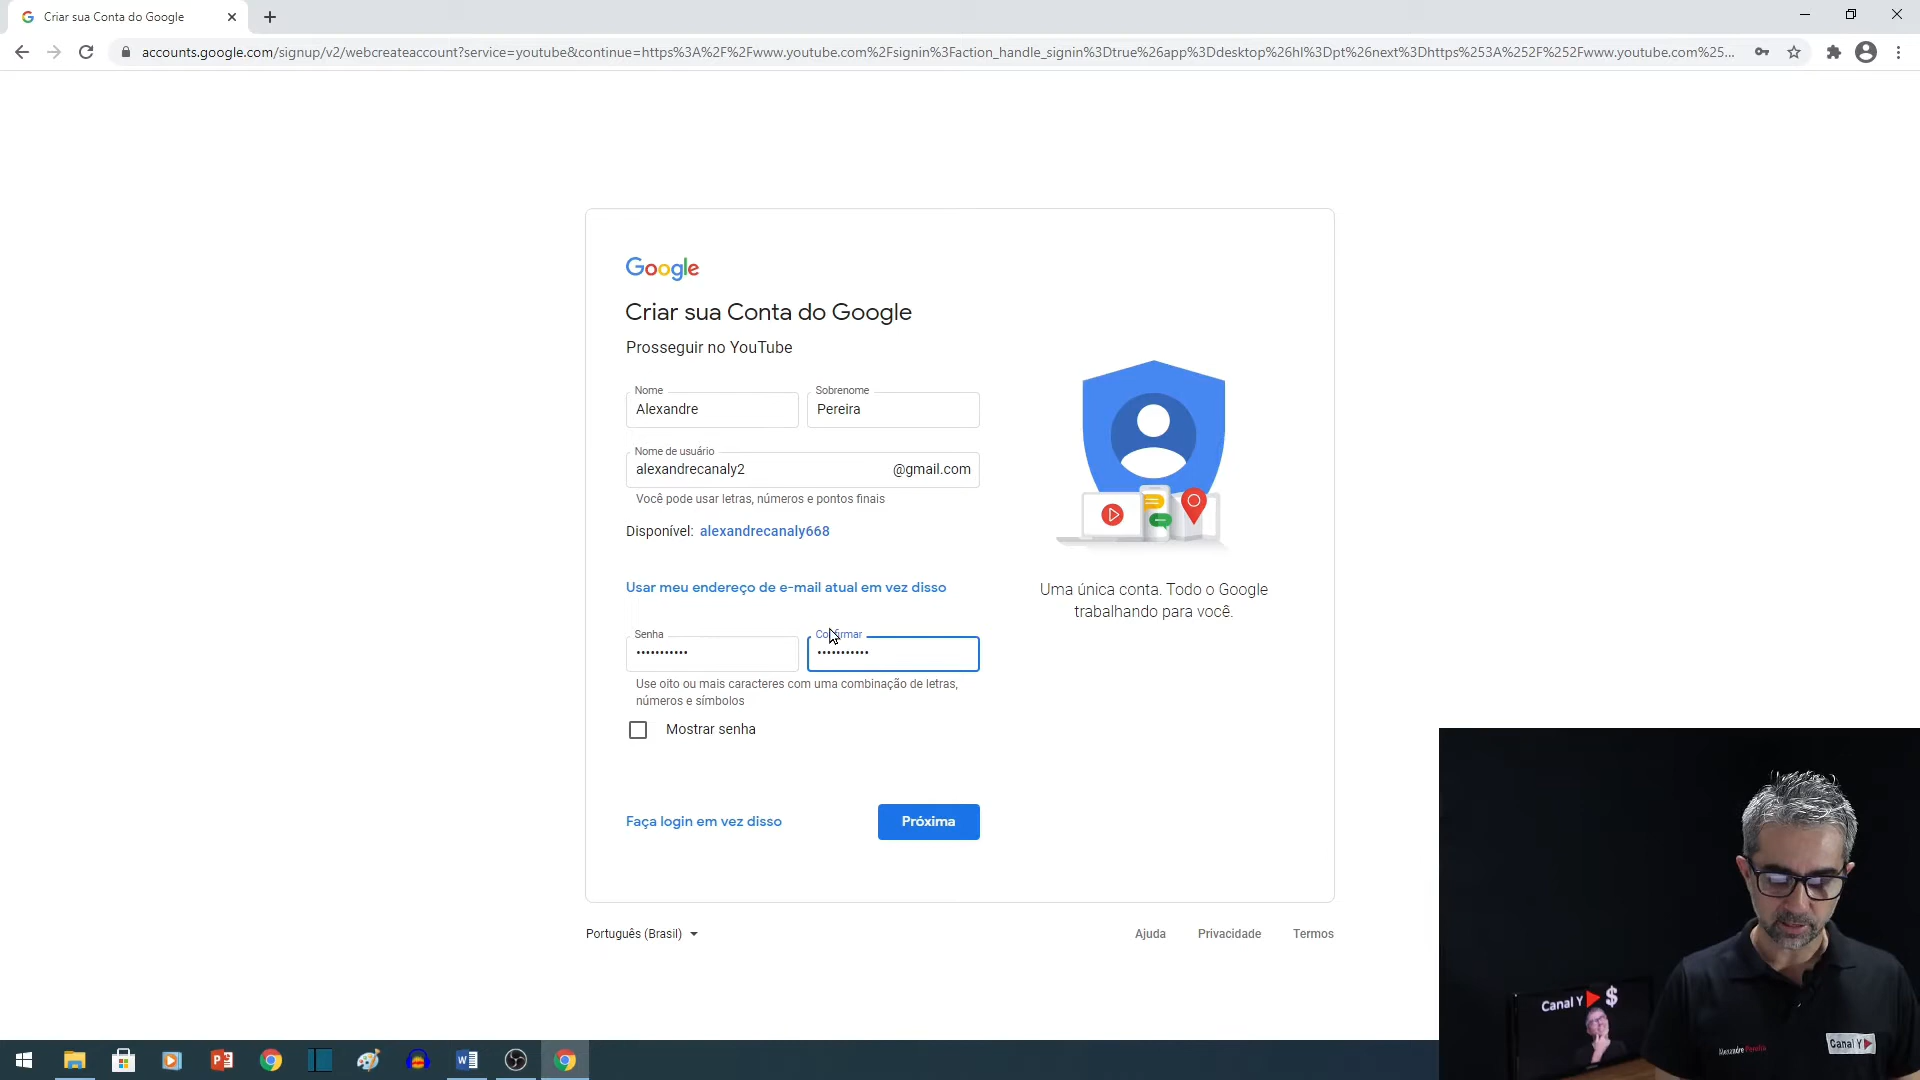 Criar sua Conta do Google
accounts.google.com/signup/v2/webcreateaccount?service=youtube&continue=https%3A%2F%2Fwww.youtube.com%2Fsignin%3Faction_handle_signin%3Dtrue%26app%3Ddesktop%26hl%3Dpt%26next%3Dhttps%253A%252F%252Fwww.youtube.com%25...
Google
Criar sua Conta do Google
Prosseguir no YouTube
Nome
Alexandre
Sobrenome
Pereira
Nome de usuário
alexandrecanaly2 @gmail.com
Você pode usar letras, números e pontos finais
Disponível: alexandrecanaly668
Usar meu endereço de e-mail atual em vez disso
Senha
Confirmar
Use oito ou mais caracteres com uma combinação de letras,
números e símbolos
Mostrar senha
Faça login em vez disso
Próxima
Uma única conta. Todo o Google
trabalhando para você.
Português (Brasil)
Ajuda Privacidade Termos
Canal Y $
Alexandre Pereira
Canal Y